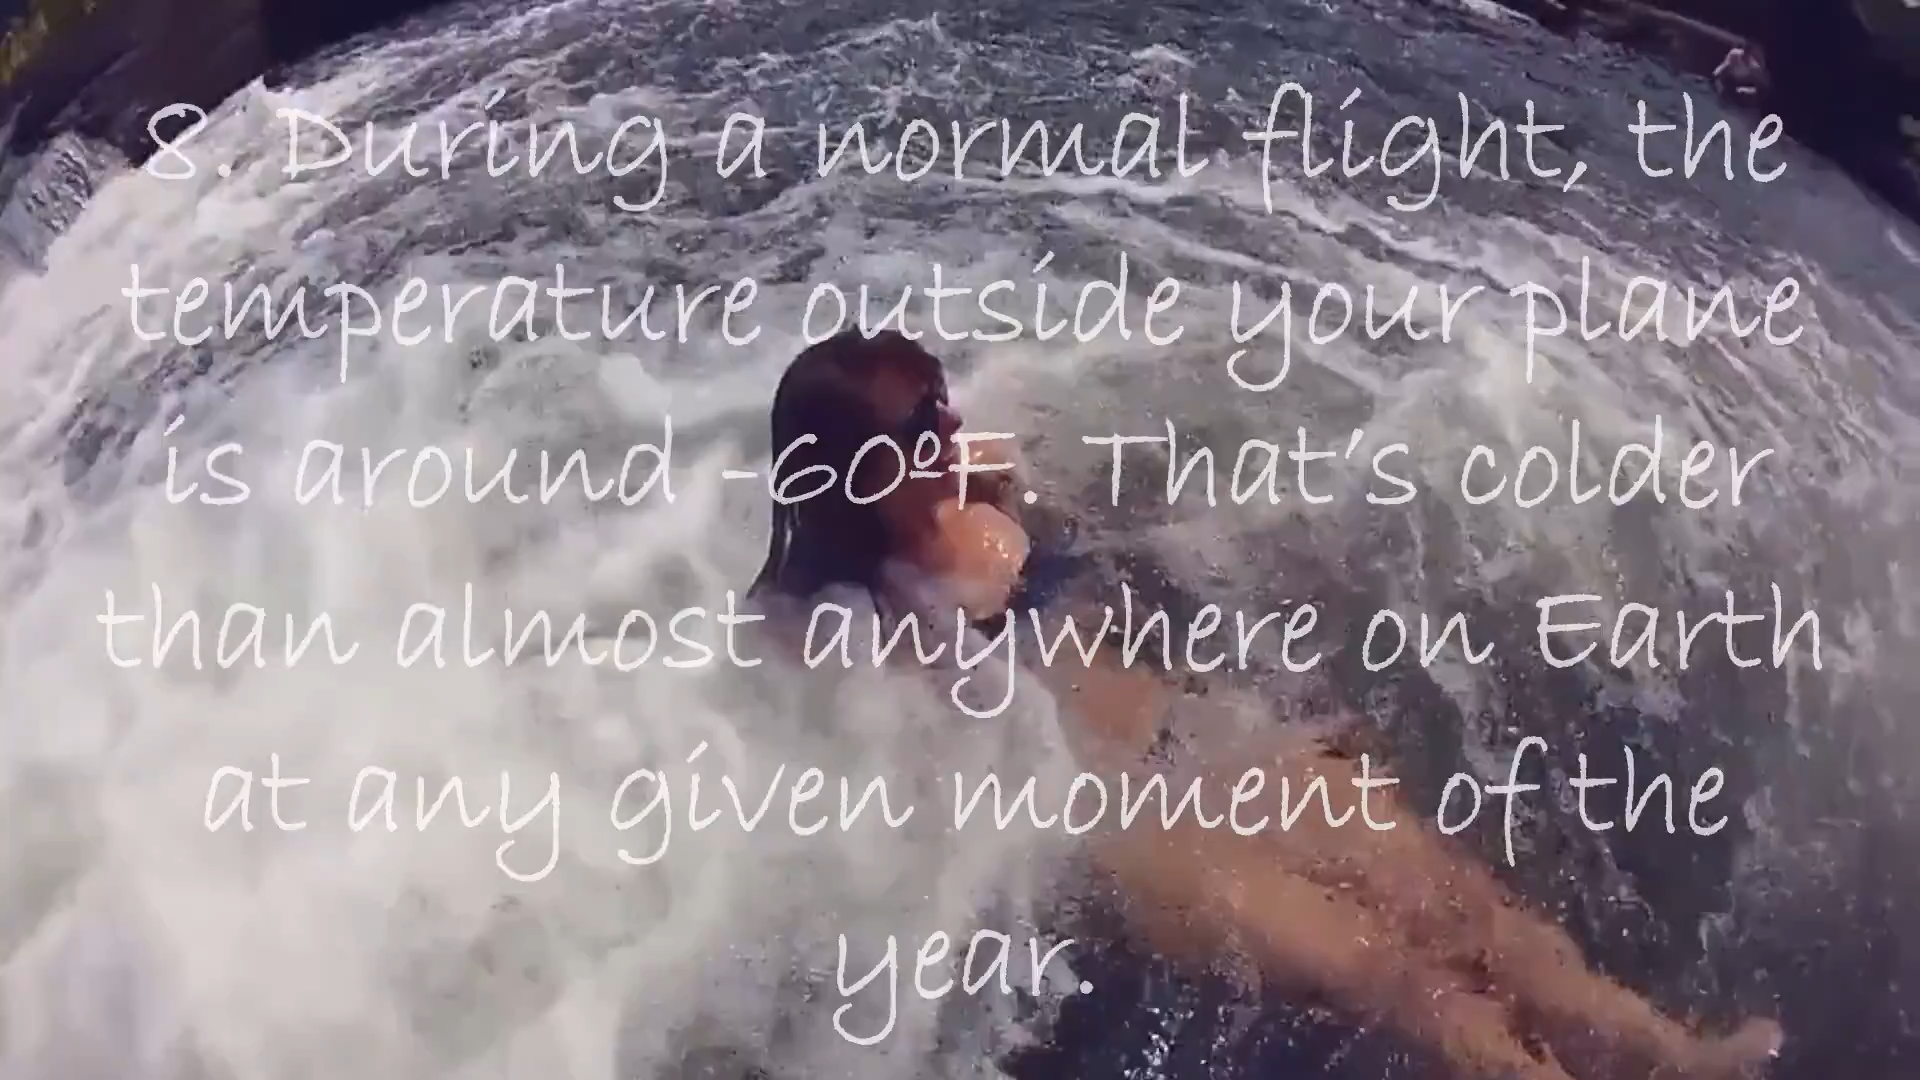 8. During a normal flight, the
temperature outside your plane
is around -60ºF. That's colder
than almost anywhere on Earth
at any given moment of the
year.